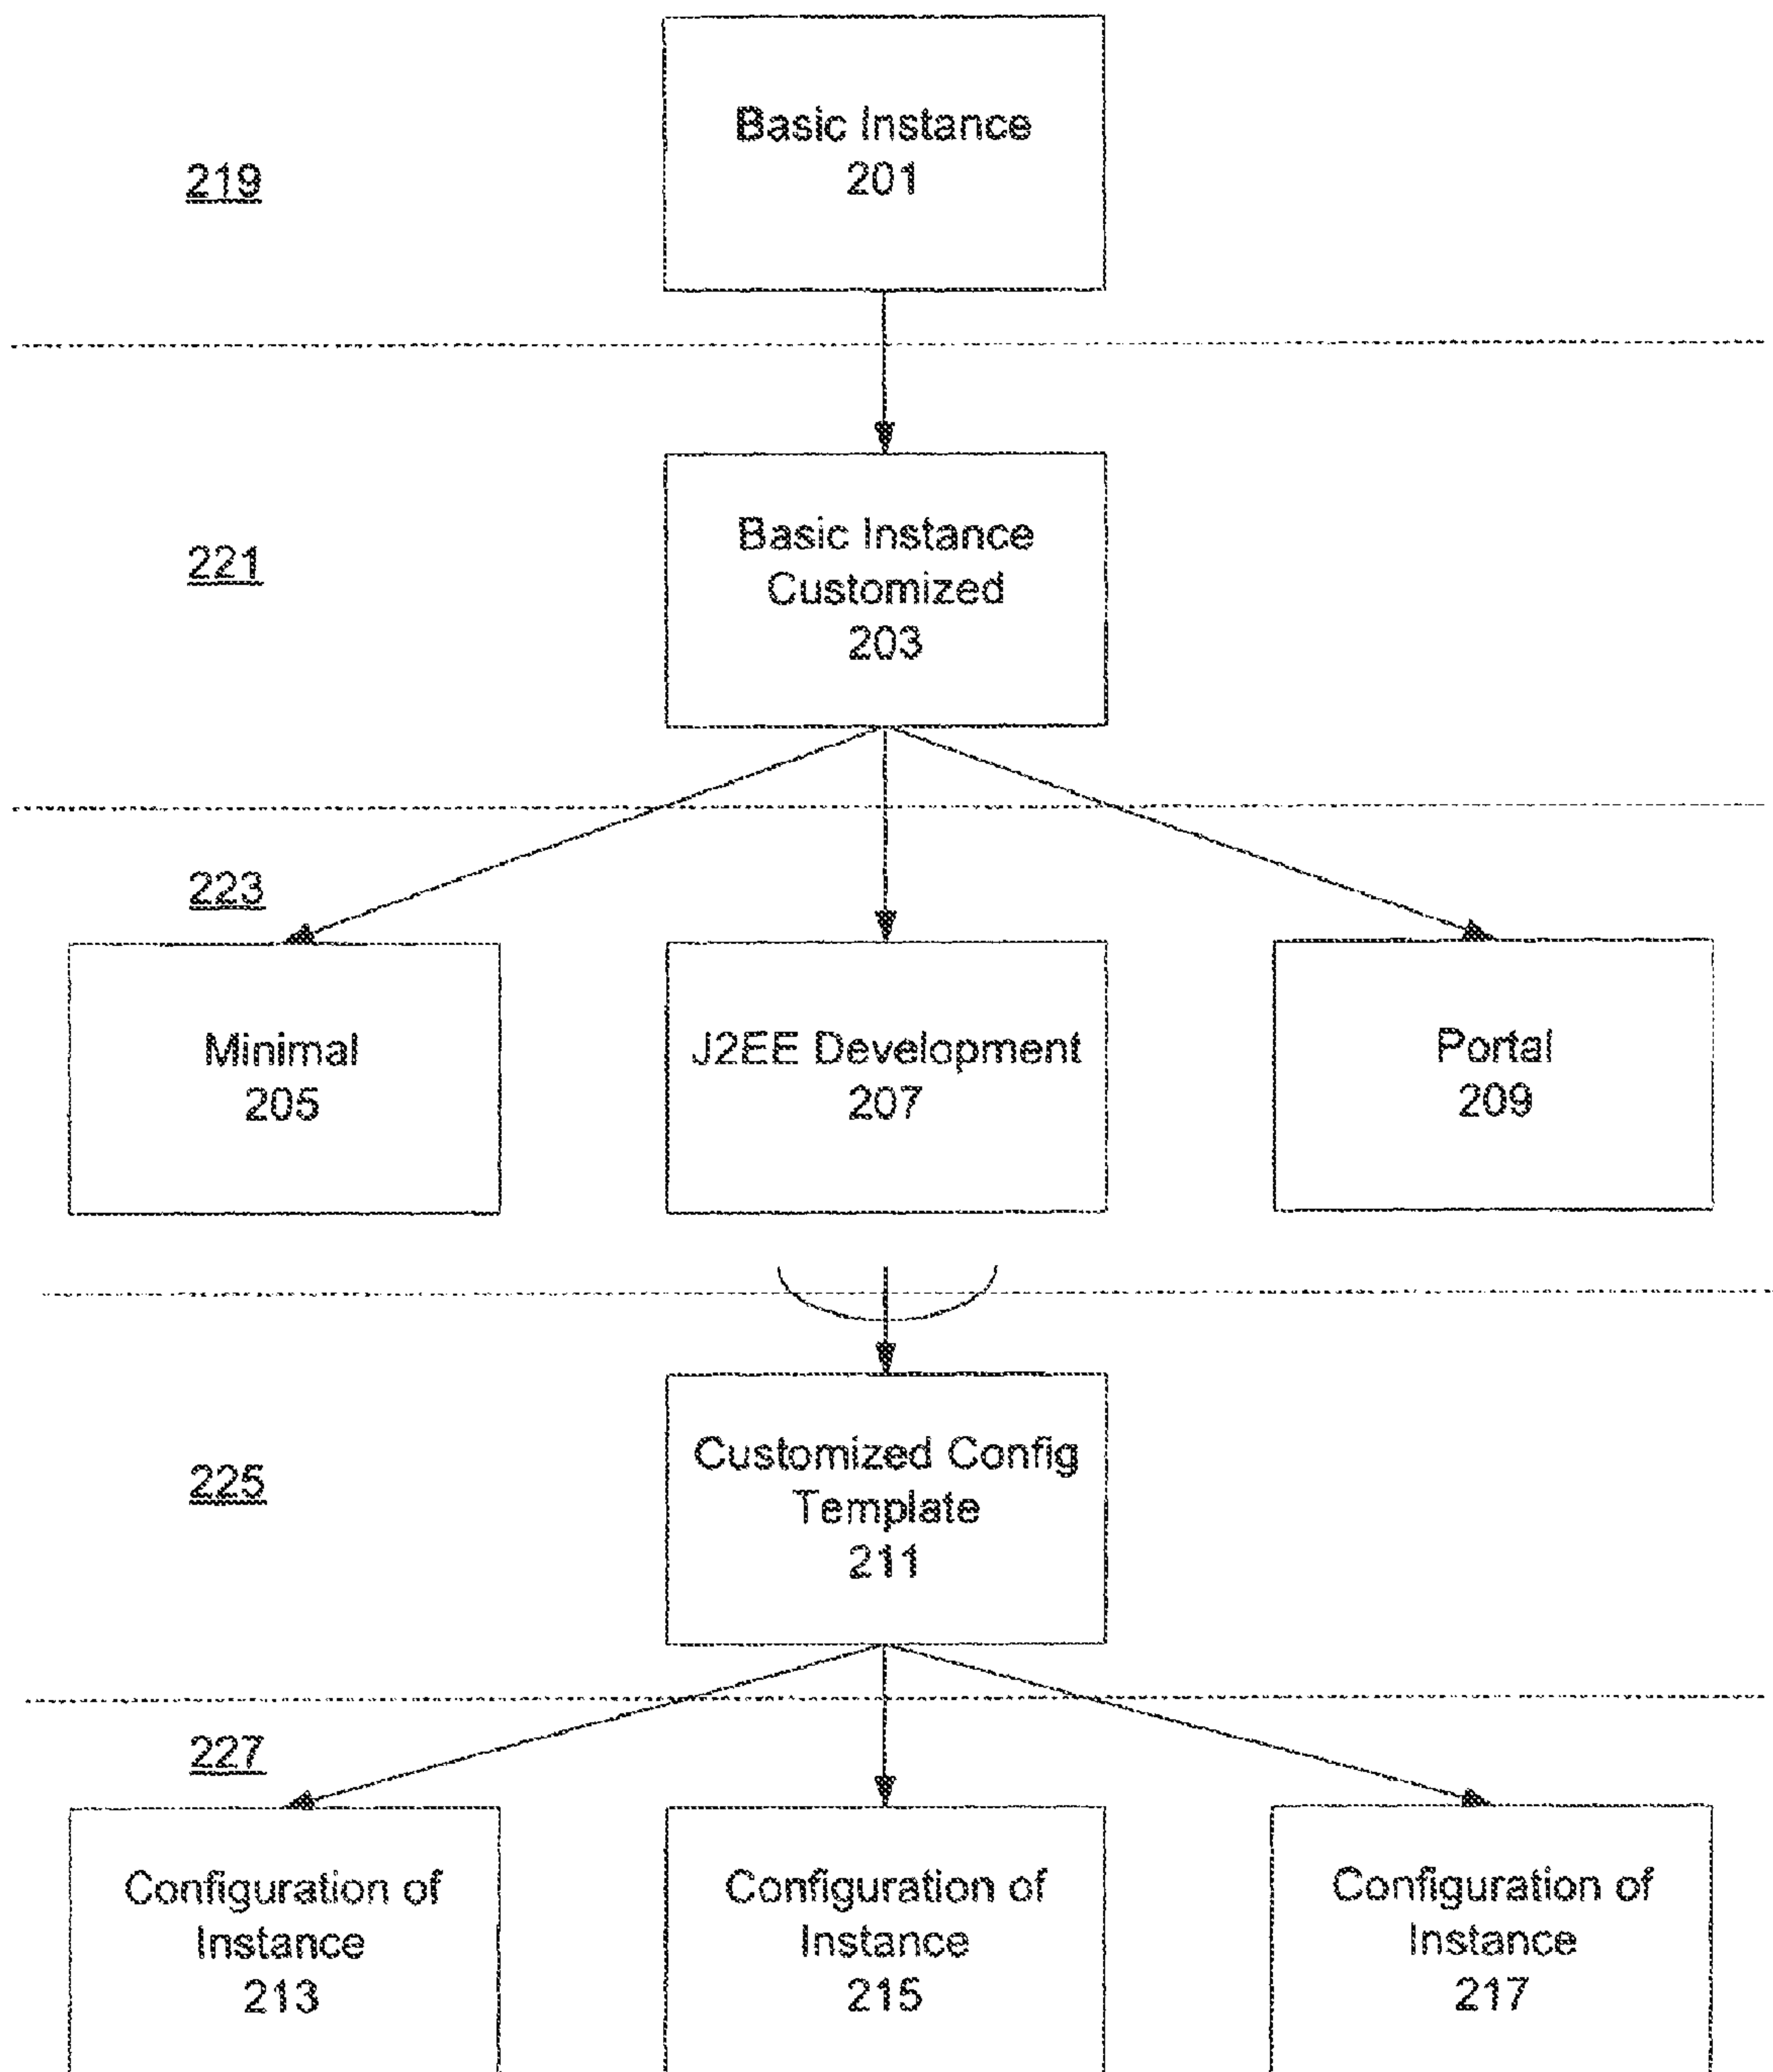 Basic Instance
201
219
Basic Instance
Customized
203
221
223
Minimal
205
J2EE Development
207
Portal
209
Customized Config
Template
211
225
227
Configuration of
Instance
213
Configuration of
Instance
215
Configuration of
Instance
217